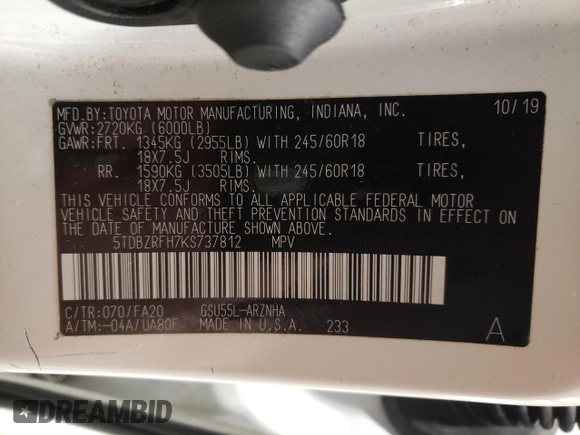 MFD.BY:TOYOTA MOTOR MANUFACTURING, INDIANA, INC. 10/19
GVWR:2720KG (6000LB)
GAWR:FRT. 1345KG (2955LB) WITH 245/60R18 TIRES,
18X7.5J RIMS.
RR. 1590KG (3505LB) WITH 245/60R18 TIRES,
18X7.5J RIMS.
THIS VEHICLE CONFORMS TO ALL APPLICABLE FEDERAL MOTOR
VEHICLE SAFETY AND THEFT PREVENTION STANDARDS IN EFFECT ON
THE DATE OF MANUFACTURE SHOWN ABOVE.
5TDBZRFH7KS737812 MPV
C/TR:070/FA20 GSU55L-ARZNHA
A/TM:-04A/UA80F MADE IN U.S.A. 233 A
DREAMBID